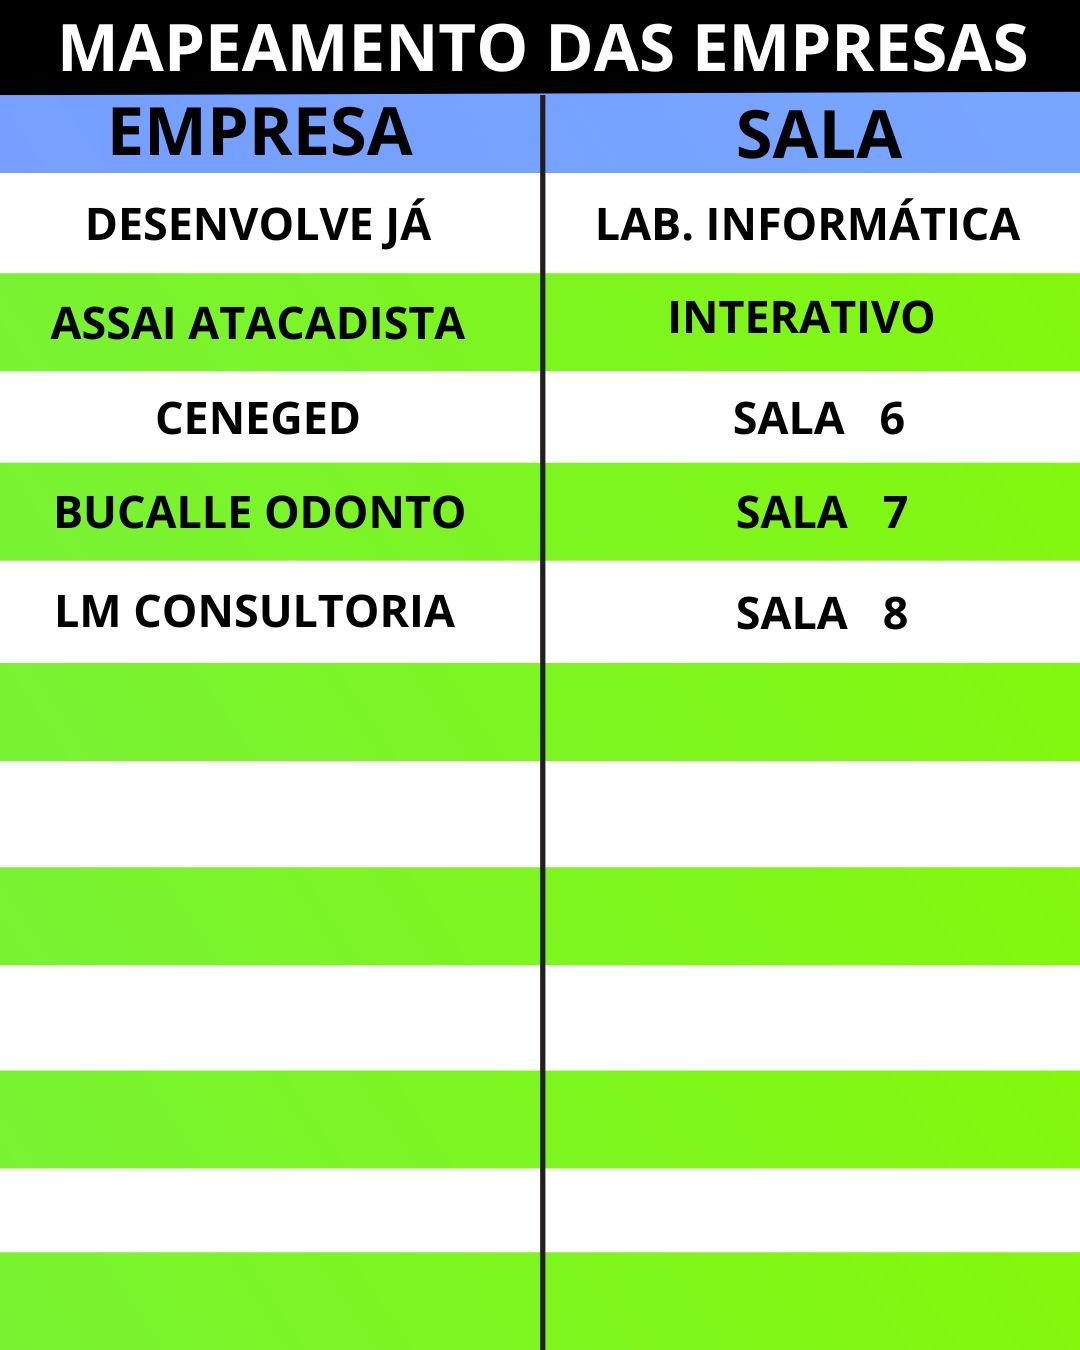 MAPEAMENTO DAS EMPRESAS
EMPRESA SALA
DESENVOLVE JÁ LAB. INFORMÁTICA
ASSAI ATACADISTA INTERATIVO
CENEGED SALA 6
BUCALLE ODONTO SALA 7
LM CONSULTORIA SALA 8